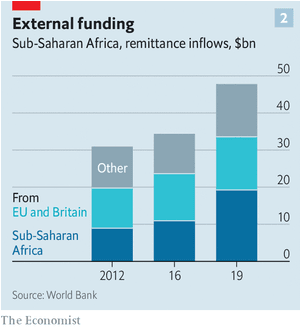 External funding
2
Sub-Saharan Africa, remittance inflows, $bn
50
40
30
20
10
0
Other
From
EU and Britain
Sub-Saharan
Africa
2012
16
19
Source: World Bank
The Economist